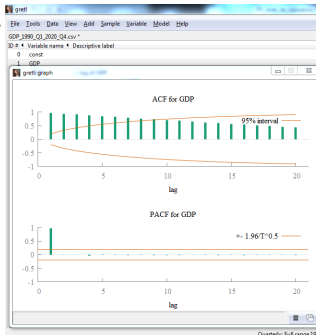 gretl
File Tools Data View Add Sample Variable Model Help
GDP_1990_Q1_2020_Q4.csv *
ID # Variable name Descriptive label
0 const
1 GDP
gretl: graph
ACF for GDP
95% interval
1
0.5
0
-0.5
-1
0 5 10 15 20
lag
PACF for GDP
+- 1.96/T^0.5
1
0.5
0
-0.5
-1
0 5 10 15 20
lag
Quarterly: Full range 19